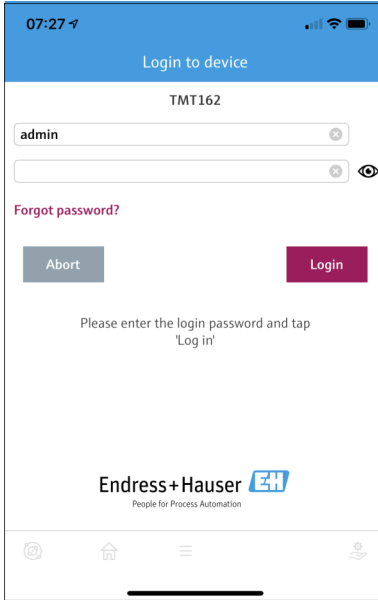 07:27
Login to device
TMT162
admin
Forgot password?
Abort
Login
Please enter the login password and tap
'Log in'
Endress+Hauser EH
People for Process Automation